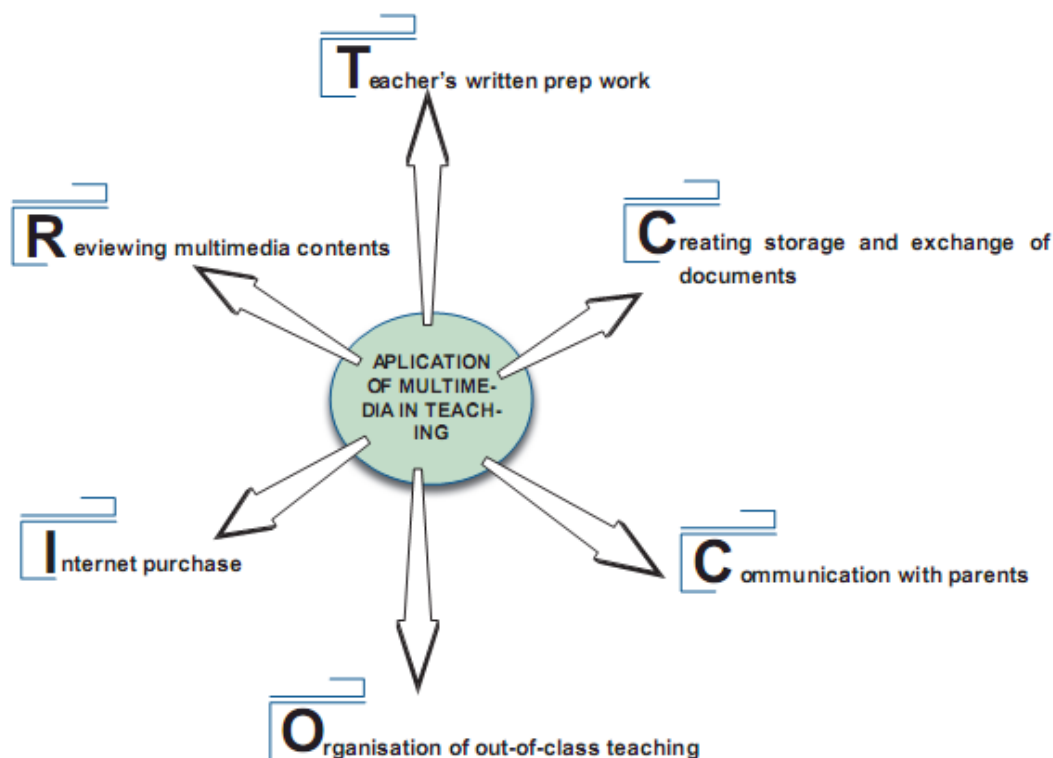 Teacher's written prep work
Reviewing multimedia contents
Creating storage and exchange of
documents
APLICATION
OF MULTIME-
DIA IN TEACH-
ING
Internet purchase
Communication with parents
Organisation of out-of-class teaching